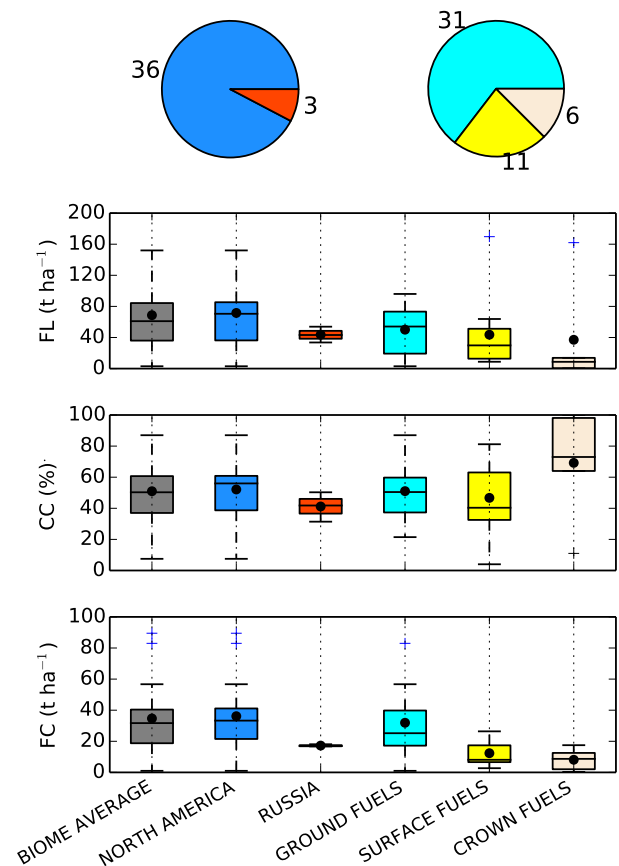 36
3
31
6
11
FL (t ha⁻¹)
200
160
120
80
40
0
CC (%)
100
80
60
40
20
0
FC (t ha⁻¹)
100
80
60
40
20
0
BIOME AVERAGE
NORTH AMERICA
RUSSIA
GROUND FUELS
SURFACE FUELS
CROWN FUELS